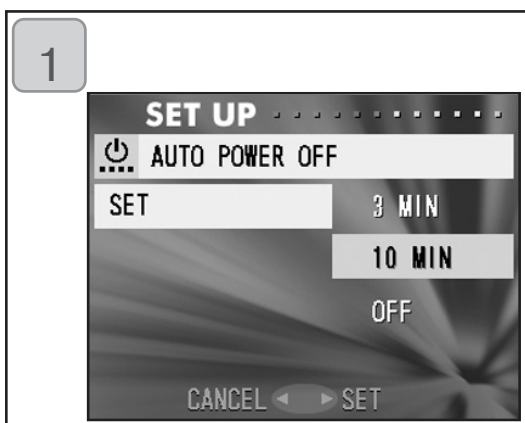 1
SET UP
AUTO POWER OFF
SET
3 MIN
10 MIN
OFF
CANCEL SET